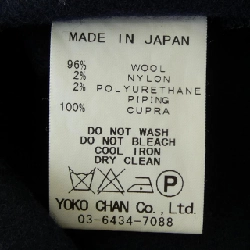 MADE IN JAPAN
96% WOOL
2% NYLON
2% POLYURETHANE
PIPING
100% CUPRA
DO NOT WASH
DO NOT BLEACH
COOL IRON
DRY CLEAN
P
YOKO CHAN Co., Ltd.
03-6434-7088